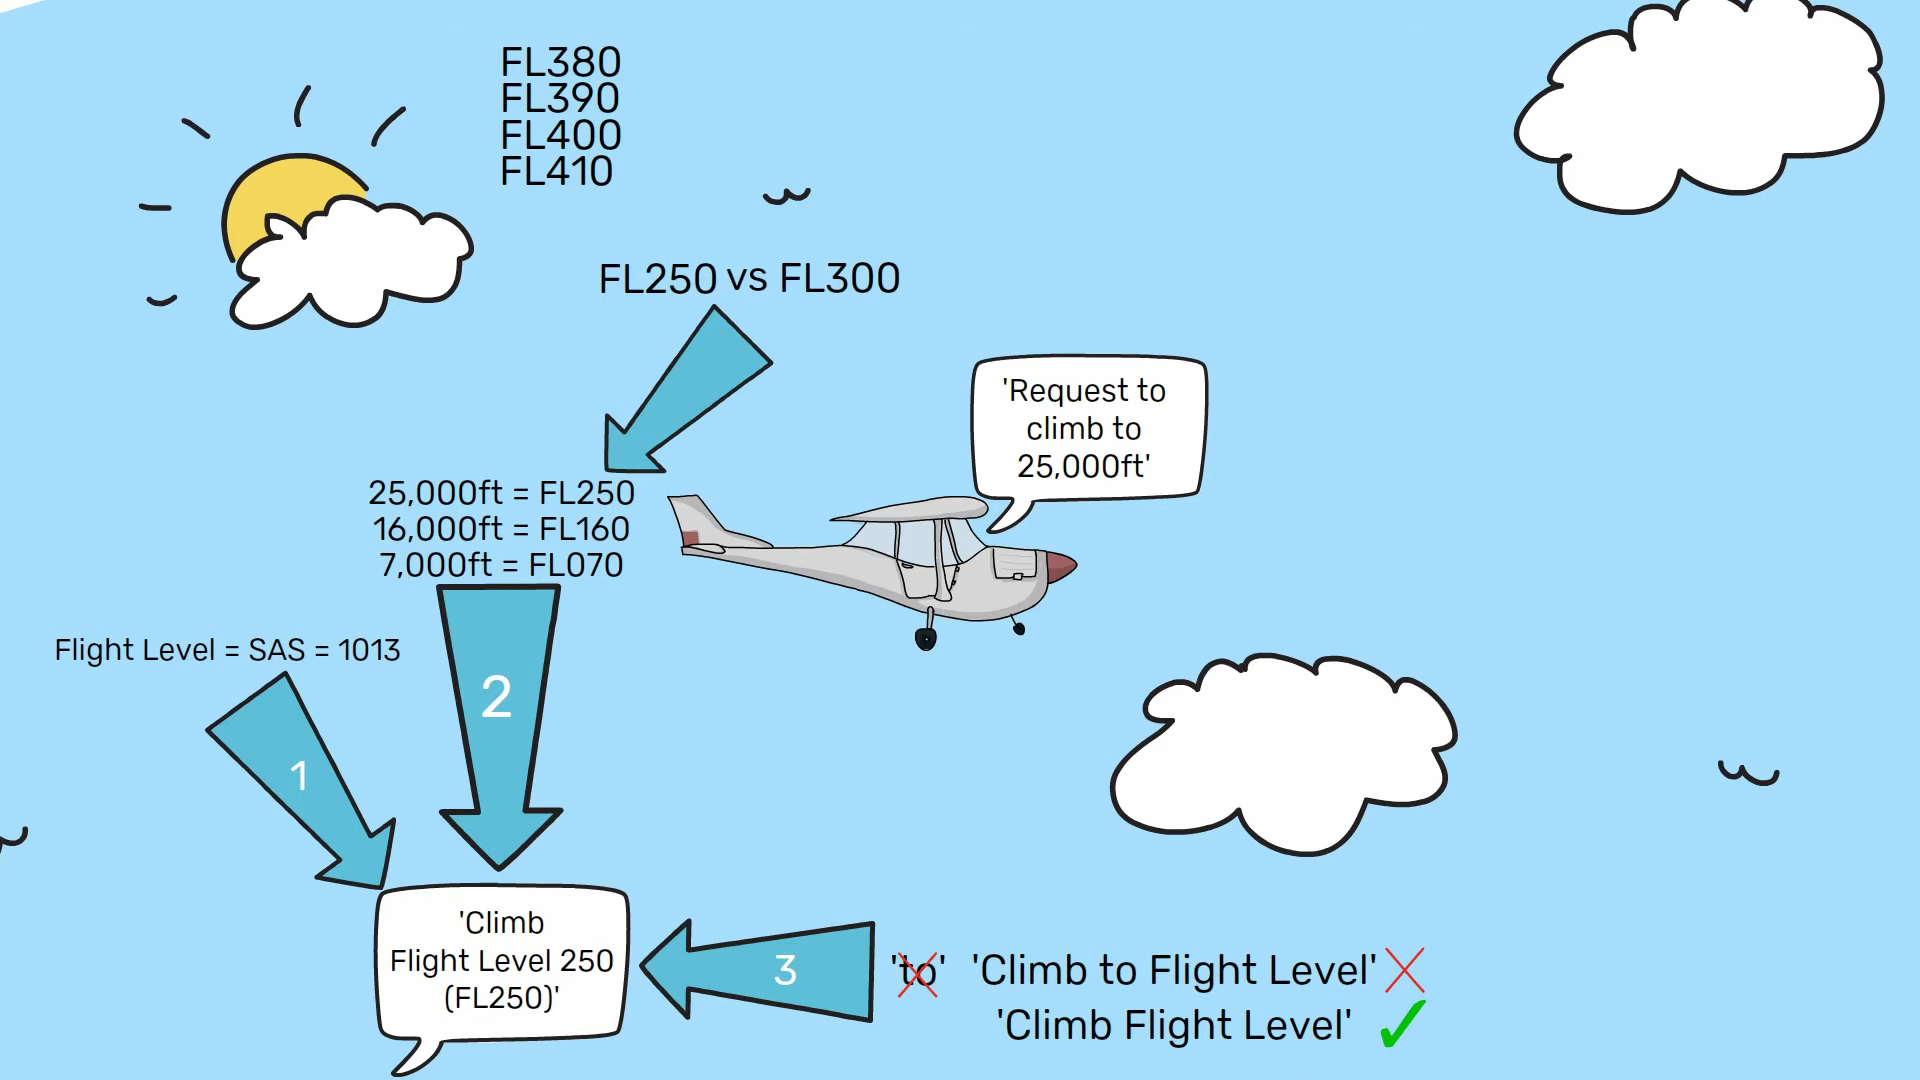 FL380
FL390
FL400
FL410
FL250 vs FL300
'Request to
climb to
25,000ft'
25,000ft = FL250
16,000ft = FL160
7,000ft = FL070
Flight Level = SAS = 1013
2
1
'Climb
Flight Level 250
(FL250)'
3
'to' 'Climb to Flight Level'
'Climb Flight Level'